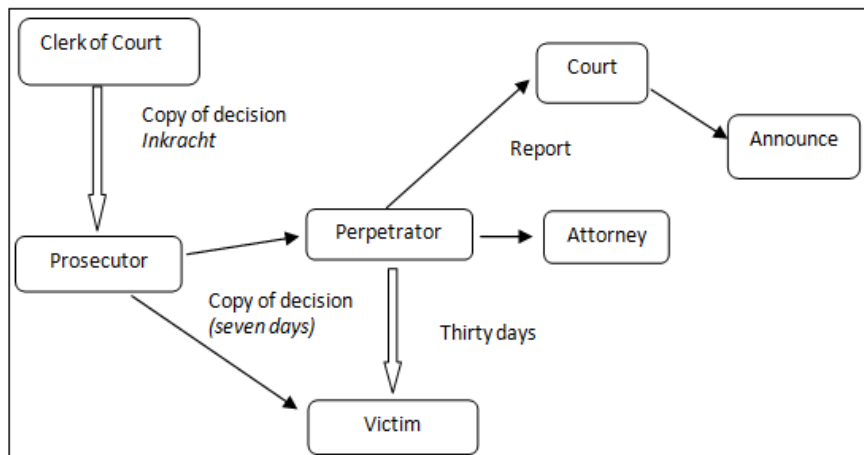 Clerk of Court
Court
Copy of decision
Inkracht
Announce
Report
Perpetrator
Attorney
Prosecutor
Copy of decision
(seven days)
Thirty days
Victim